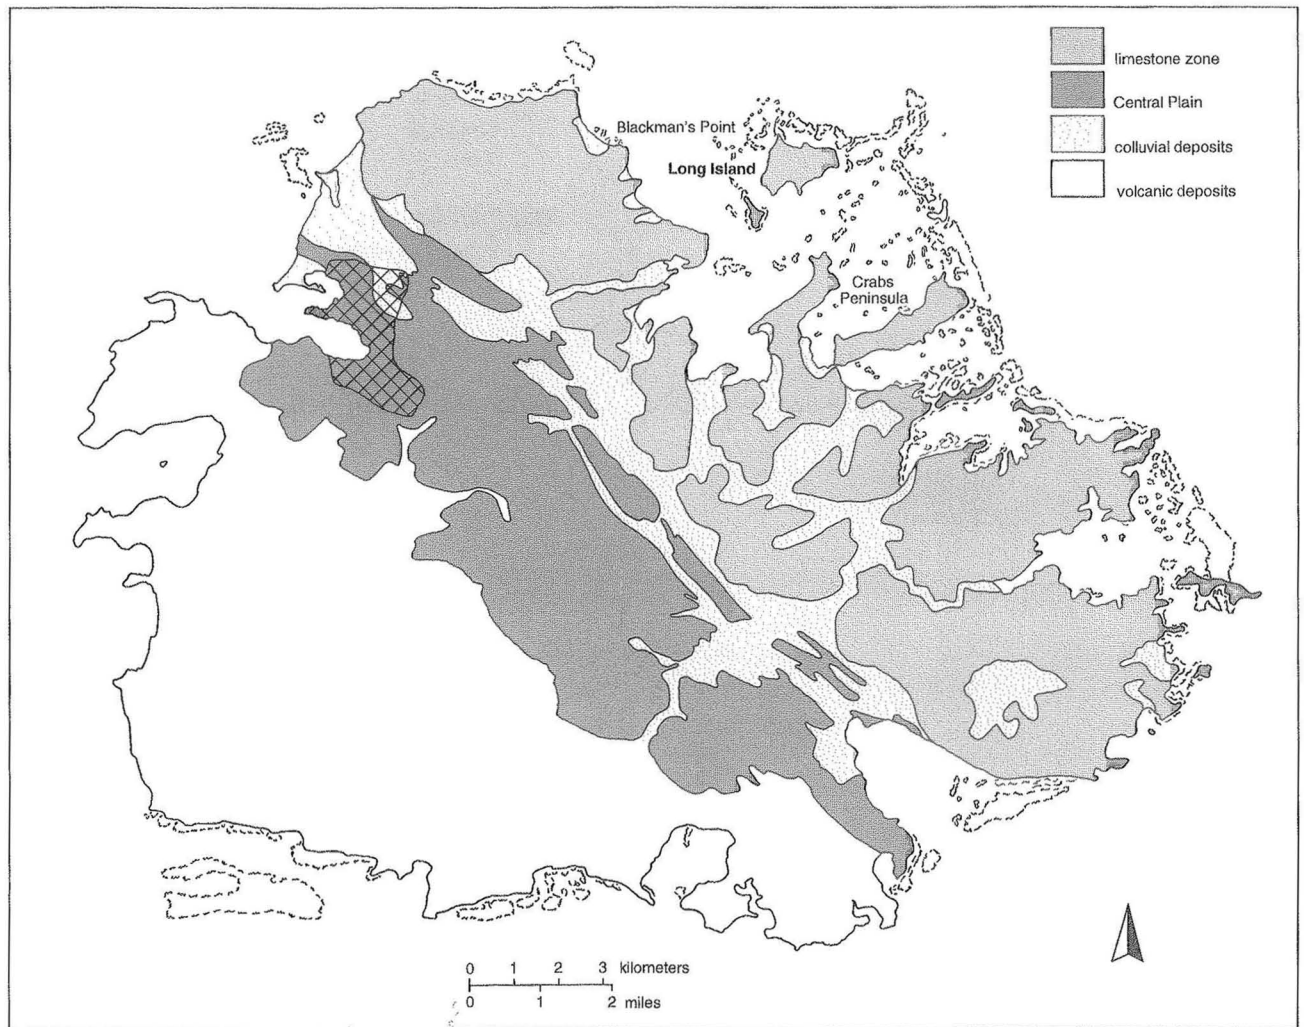 limestone zone
Central Plain
colluvial deposits
volcanic deposits
Blackman's Point
Long Island
Crabs
Peninsula
0 1 2 3 kilometers
0 1 2 miles